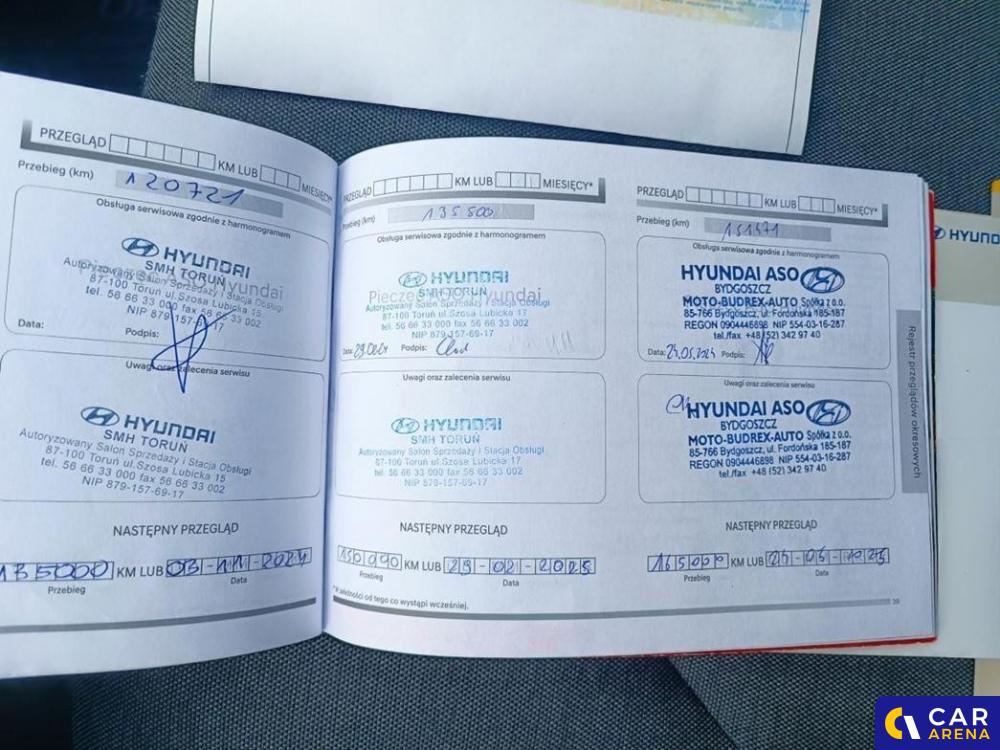 PRZEGLĄD KM LUB MIESIĘCY*
Przebieg (km) 120721
Obsługa serwisowa zgodnie z harmonogramem
HYUNDAI
SMH TORUŃ
Autoryzowany Salon Sprzedaży i Stacja Obsługi
87-100 Toruń ul.Szosa Lubicka 15
tel. 56 66 33 000 fax 56 66 33 002
NIP 879-157-69-17
Data: Podpis:
Uwagi oraz zalecenia serwisu
HYUNDAI
SMH TORUŃ
Autoryzowany Salon Sprzedaży i Stacja Obsługi
87-100 Toruń ul.Szosa Lubicka 15
tel. 56 66 33 000 fax 56 66 33 002
NIP 879-157-69-17
NASTĘPNY PRZEGLĄD
135000 KM LUB 03-11-2024
Przebieg Data
PRZEGLĄD KM LUB MIESIĘCY*
Przebieg (km) 135500
Obsługa serwisowa zgodnie z harmonogramem
HYUNDAI
SMH TORUŃ
Pieczęć ASO Hyundai
Autoryzowany Salon Sprzedaży i Stacja Obsługi
87-100 Toruń ul.Szosa Lubicka 17
tel. 56 66 33 000 fax 56 66 33 002
NIP 879-157-69-17
Data: Podpis:
Uwagi oraz zalecenia serwisu
HYUNDAI
SMH TORUŃ
Autoryzowany Salon Sprzedaży i Stacja Obsługi
87-100 Toruń ul.Szosa Lubicka 17
tel. 56 66 33 000 fax 56 66 33 002
NIP 879-157-69-17
NASTĘPNY PRZEGLĄD
KM LUB 29-02-2025
Przebieg Data
*W zależności od tego co wystąpi wcześniej.
PRZEGLĄD KM LUB MIESIĘCY*
Przebieg (km)
Obsługa serwisowa zgodnie z harmonogramem
HYUNDAI ASO
BYDGOSZCZ
MOTO-BUDREX-AUTO Spółka z o.o.
85-766 Bydgoszcz, ul. Fordońska 185-187
REGON 0904446898 NIP 554-03-16-287
tel./fax +48 (52) 342 97 40
Data: 24.05.2024 Podpis:
Uwagi oraz zalecenia serwisu
HYUNDAI ASO
BYDGOSZCZ
MOTO-BUDREX-AUTO Spółka z o.o.
85-766 Bydgoszcz, ul. Fordońska 185-187
REGON 0904446898 NIP 554-03-16-287
tel./fax +48 (52) 342 97 40
NASTĘPNY PRZEGLĄD
165000 KM LUB
Przebieg Data
39
Rejestr przeglądów okresowych
HYUNDAI
CAR
ARENA